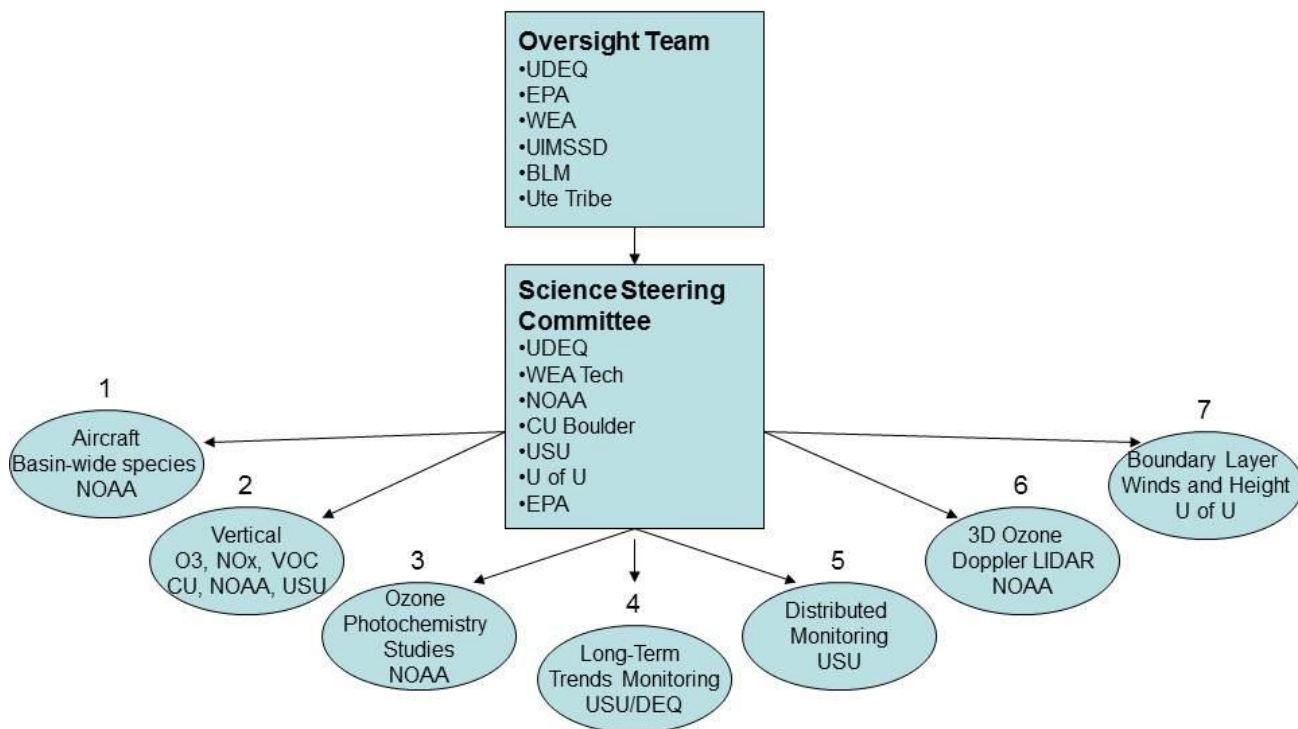 Oversight Team
•UDEQ
•EPA
•WEA
•UIMSSD
•BLM
•Ute Tribe
Science Steering
Committee
•UDEQ
•WEA Tech
•NOAA
•CU Boulder
•USU
•U of U
•EPA
1
Aircraft
Basin-wide species
NOAA
2
Vertical
O3, NOx, VOC
CU, NOAA, USU
3
Ozone
Photochemistry
Studies
NOAA
4
Long-Term
Trends Monitoring
USU/DEQ
5
Distributed
Monitoring
USU
6
3D Ozone
Doppler LIDAR
NOAA
7
Boundary Layer
Winds and Height
U of U